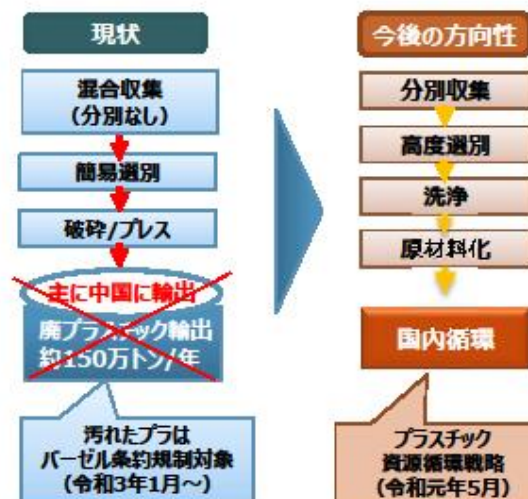 現状
混合収集
(分別なし)
簡易選別
破砕/プレス
主に中国に輸出
廃プラスチック輸出
約150万トン/年
汚れたプラは
バーゼル条約規制対象
(令和3年1月~)
今後の方向性
分別収集
高度選別
洗浄
原材料化
国内循環
プラスチック
資源循環戦略
(令和元年5月)